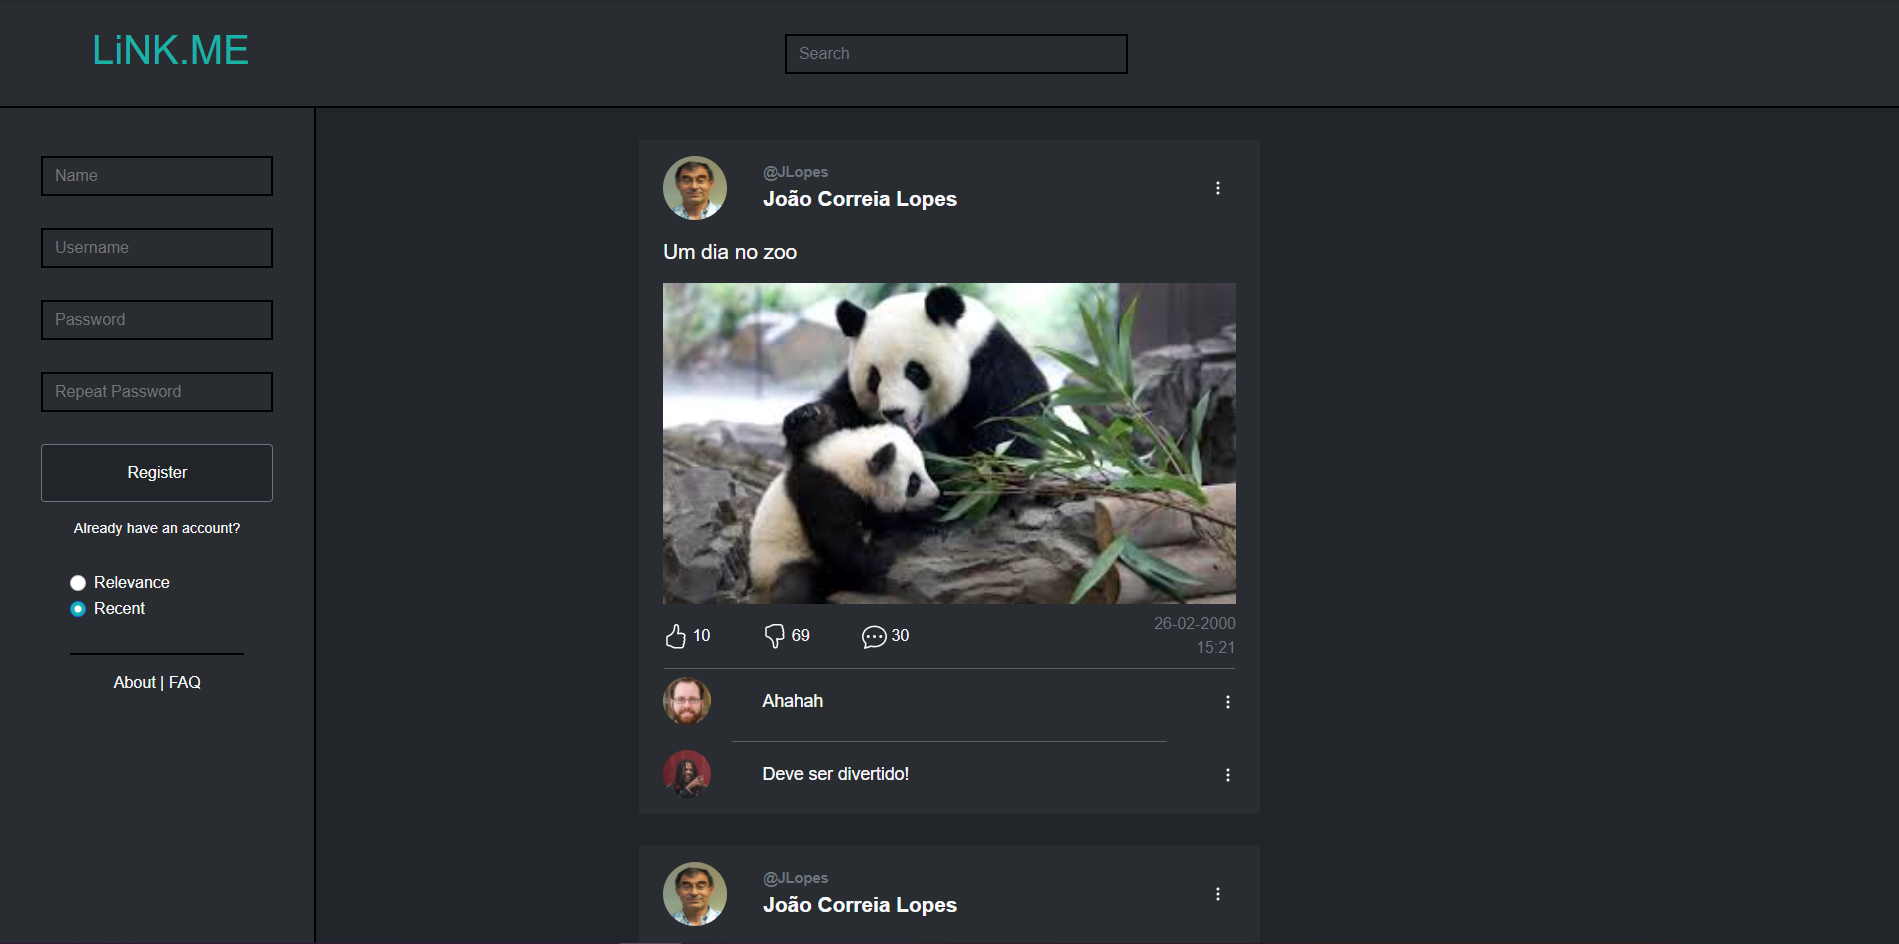 LiNK.ME
Search
Name
Username
Password
Repeat Password
Register
Already have an account?
Relevance
Recent
About | FAQ
@JLopes
João Correia Lopes
Um dia no zoo
10
69
30
26-02-2000
15:21
Ahahah
Deve ser divertido!
@JLopes
João Correia Lopes